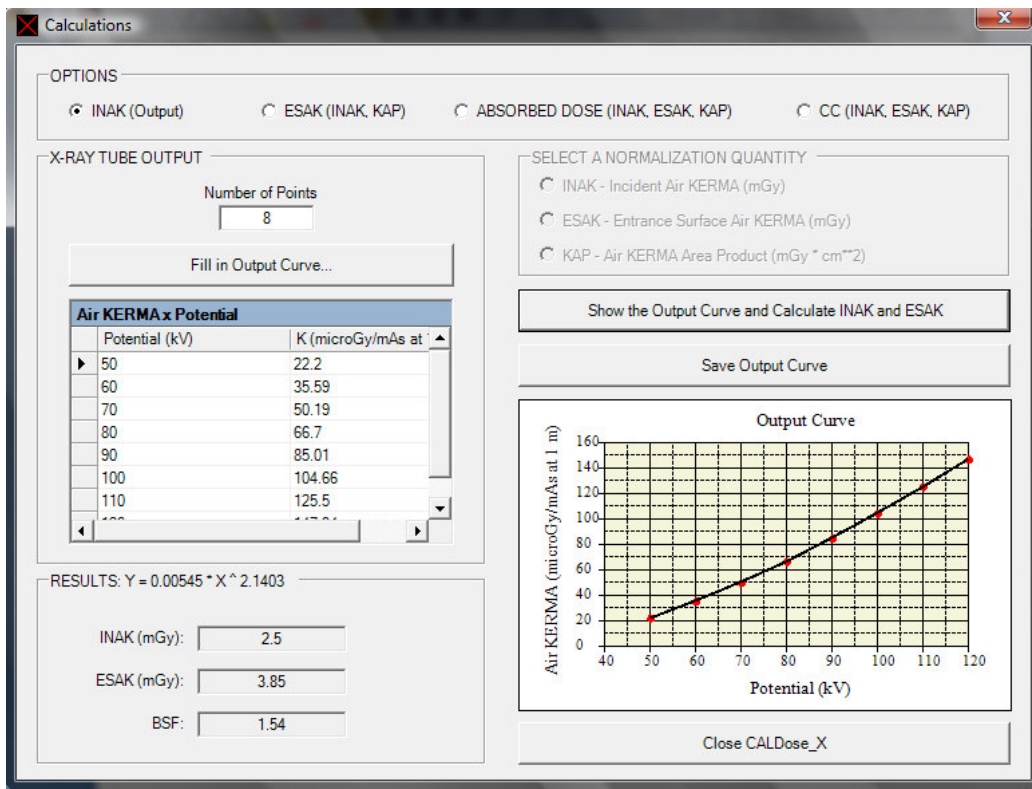 Calculations
OPTIONS
INAK (Output)
ESAK (INAK, KAP)
ABSORBED DOSE (INAK, ESAK, KAP)
CC (INAK, ESAK, KAP)
X-RAY TUBE OUTPUT
Number of Points
8
Fill in Output Curve...
Air KERMA x Potential
Potential (kV) K (microGy/mAs at
50 22.2
60 35.59
70 50.19
80 66.7
90 85.01
100 104.66
110 125.5
RESULTS: Y = 0.00545 * X ^ 2.1403
INAK (mGy): 2.5
ESAK (mGy): 3.85
BSF: 1.54
SELECT A NORMALIZATION QUANTITY
INAK - Incident Air KERMA (mGy)
ESAK - Entrance Surface Air KERMA (mGy)
KAP - Air KERMA Area Product (mGy * cm**2)
Show the Output Curve and Calculate INAK and ESAK
Save Output Curve
Output Curve
Air KERMA (microGy/mAs at 1 m)
160
140
120
100
80
60
40
20
0
40 50 60 70 80 90 100 110 120
Potential (kV)
Close CALDose_X